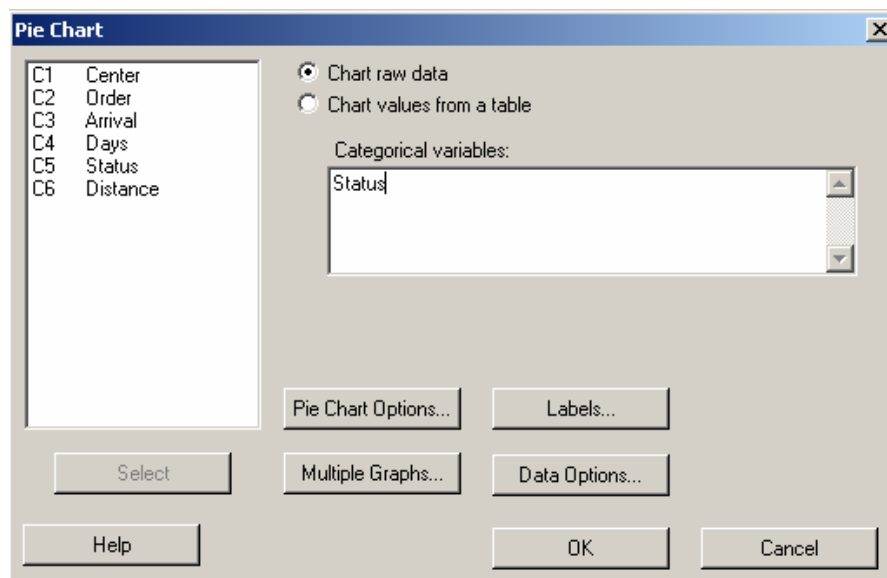 Pie Chart
C1 Center
C2 Order
C3 Arrival
C4 Days
C5 Status
C6 Distance
Chart raw data
Chart values from a table
Categorical variables:
Status
Pie Chart Options...
Labels...
Select
Multiple Graphs...
Data Options...
Help
OK
Cancel